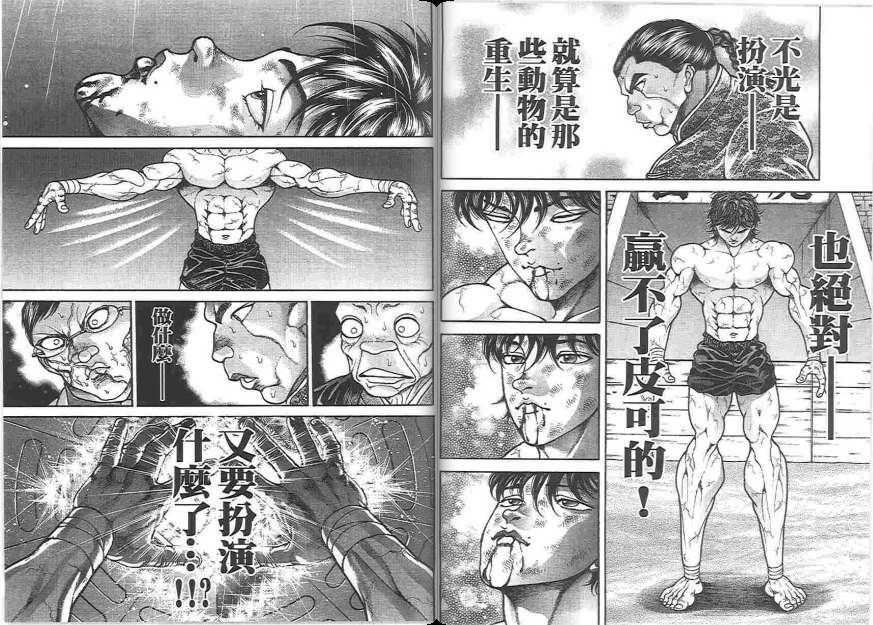 不光是
扮演——
就算是那
些動物的
重生——
也絕對——
贏不了皮可的！
做什麼——
又要扮演
什麼了…!!?